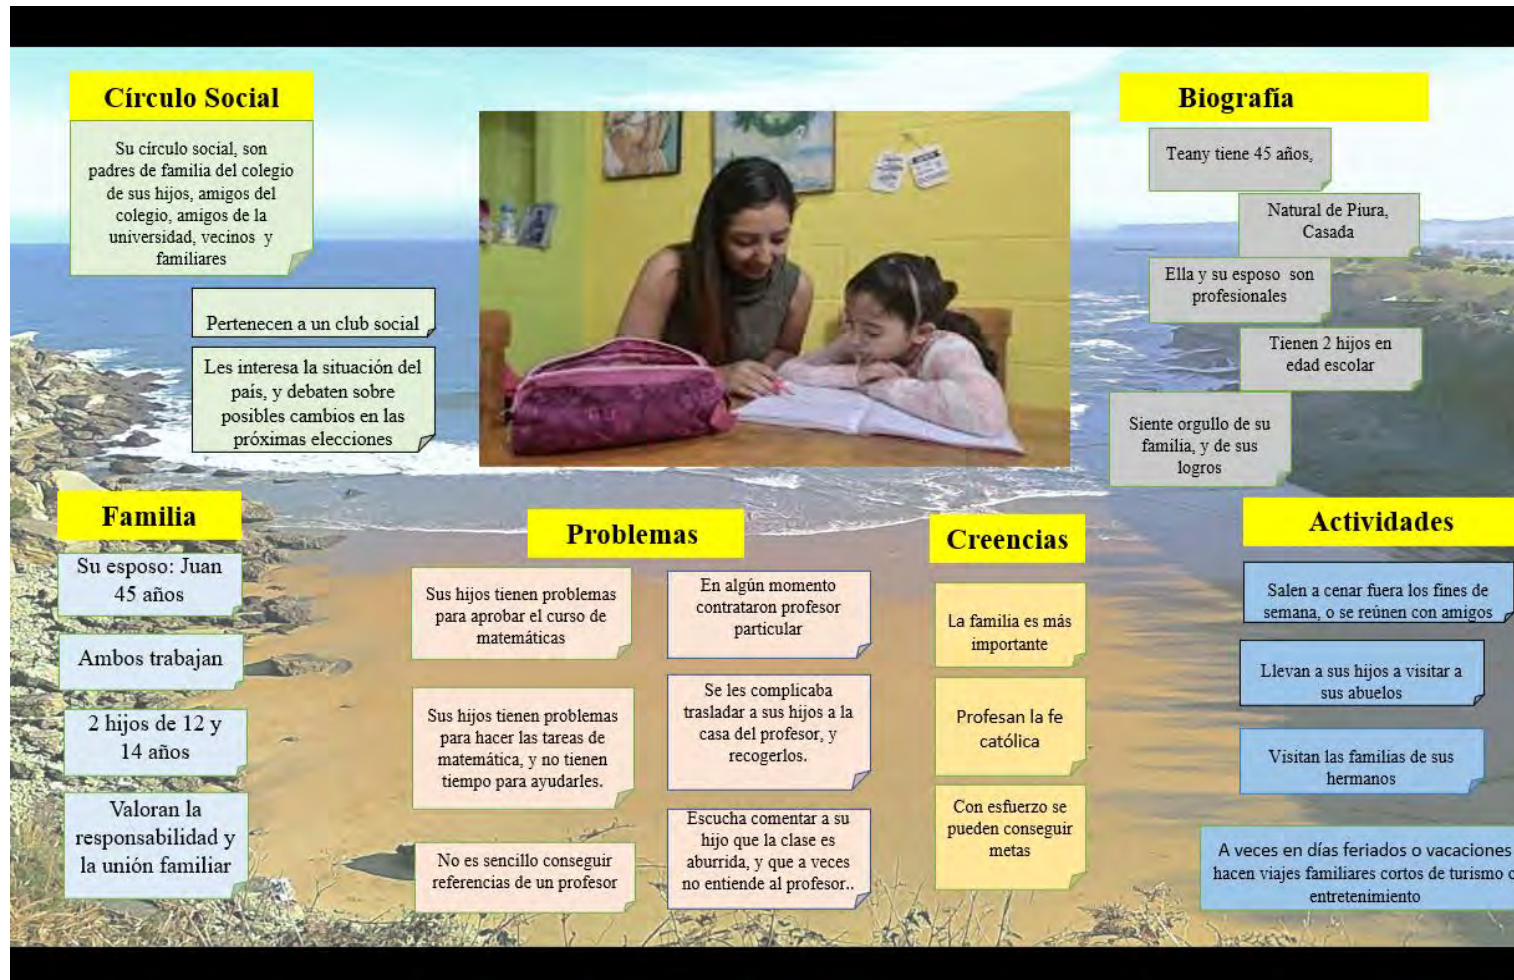 Círculo Social
Su círculo social, son
padres de familia del colegio
de sus hijos, amigos del
colegio, amigos de la
universidad, vecinos y
familiares
Pertenecen a un club social
Les interesa la situación del
país, y debaten sobre
posibles cambios en las
próximas elecciones
Biografía
Teany tiene 45 años,
Natural de Piura,
Casada
Ella y su esposo son
profesionales
Tienen 2 hijos en
edad escolar
Siente orgullo de su
familia, y de sus
logros
Familia
Su esposo: Juan
45 años
Ambos trabajan
2 hijos de 12 y
14 años
Valoran la
responsabilidad y
la unión familiar
Problemas
Sus hijos tienen problemas
para aprobar el curso de
matemáticas
Sus hijos tienen problemas
para hacer las tareas de
matemática, y no tienen
tiempo para ayudarles.
No es sencillo conseguir
referencias de un profesor
En algún momento
contrataron profesor
particular
Se les complicaba
trasladar a sus hijos a la
casa del profesor, y
recogerlos.
Escucha comentar a su
hijo que la clase es
aburrida, y que a veces
no entiende al profesor..
Creencias
La familia es más
importante
Profesan la fe
católica
Con esfuerzo se
pueden conseguir
metas
Actividades
Salen a cenar fuera los fines de
semana, o se reúnen con amigos
Llevan a sus hijos a visitar a
sus abuelos
Visitan las familias de sus
hermanos
A veces en días feriados o vacaciones
hacen viajes familiares cortos de turismo o
entretenimiento